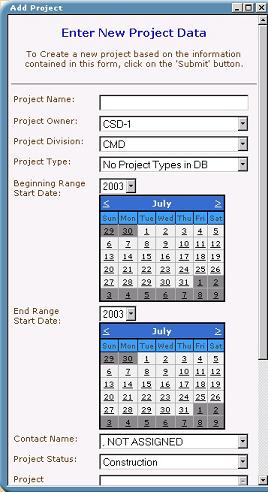 Add Project
Enter New Project Data
To Create a new project based on the information
contained in this form, click on the 'Submit' button.
Project Name:
Project Owner: CSD-1
Project Division: CMD
Project Type: No Project Types in DB
Beginning Range 2003
Start Date:
< July >
Sun Mon Tue Wed Thu Fri Sat
29 30 1 2 3 4 5
6 7 8 9 10 11 12
13 14 15 16 17 18 19
20 21 22 23 24 25 26
27 28 29 30 31 1 2
3 4 5 6 7 8 9
End Range 2003
Start Date:
< July >
Sun Mon Tue Wed Thu Fri Sat
29 30 1 2 3 4 5
6 7 8 9 10 11 12
13 14 15 16 17 18 19
20 21 22 23 24 25 26
27 28 29 30 31 1 2
3 4 5 6 7 8 9
Contact Name: , NOT ASSIGNED
Project Status: Construction
Project